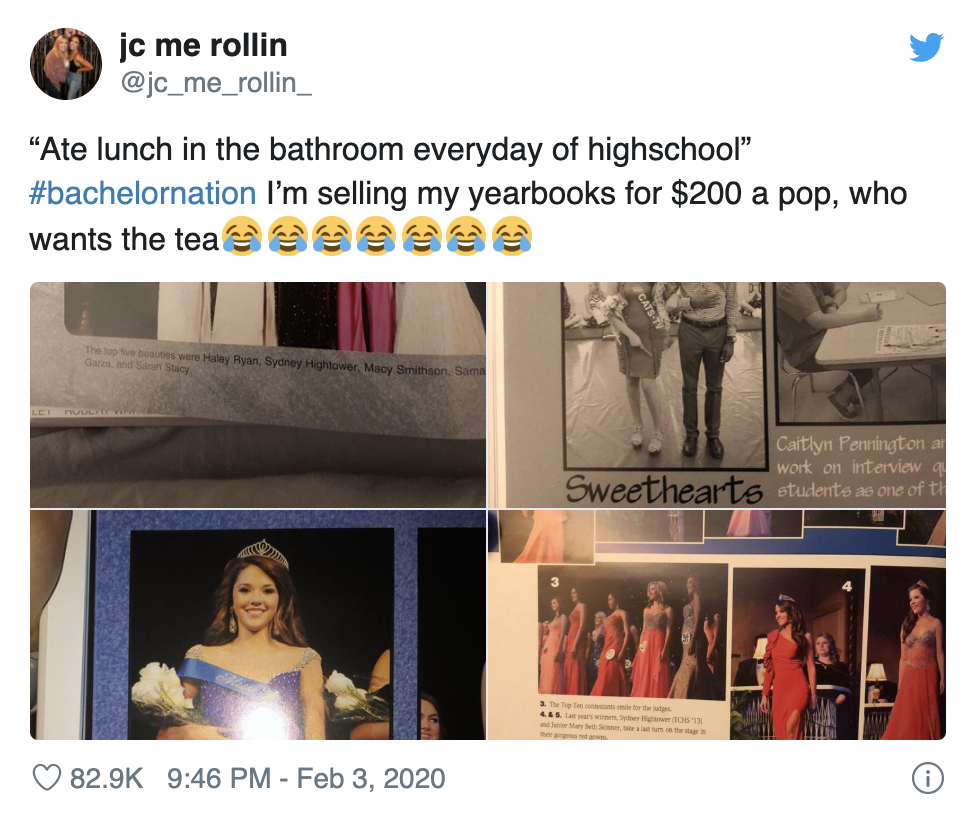 jc me rollin
@jc_me_rollin_
“Ate lunch in the bathroom everyday of highschool”
#bachelornation I’m selling my yearbooks for $200 a pop, who
wants the tea😂😂😂😂😂😂😂
The top five beauties were Haley Ryan, Sydney Hightower, Macy Smithson, Sama
Garza, and Sarah Stacy.
CATS-TV
Caitlyn Pennington an
work on interview qu
students as one of th
Sweethearts
3
4
3. The Top Ten contestants smile for the judges.
4. & 5. Last year's winners, Sydney Hightower (TCHS '13)
and Junior Mary Beth Skinner, take a last turn on the stage in
their gorgeous red gowns.
82.9K 9:46 PM - Feb 3, 2020